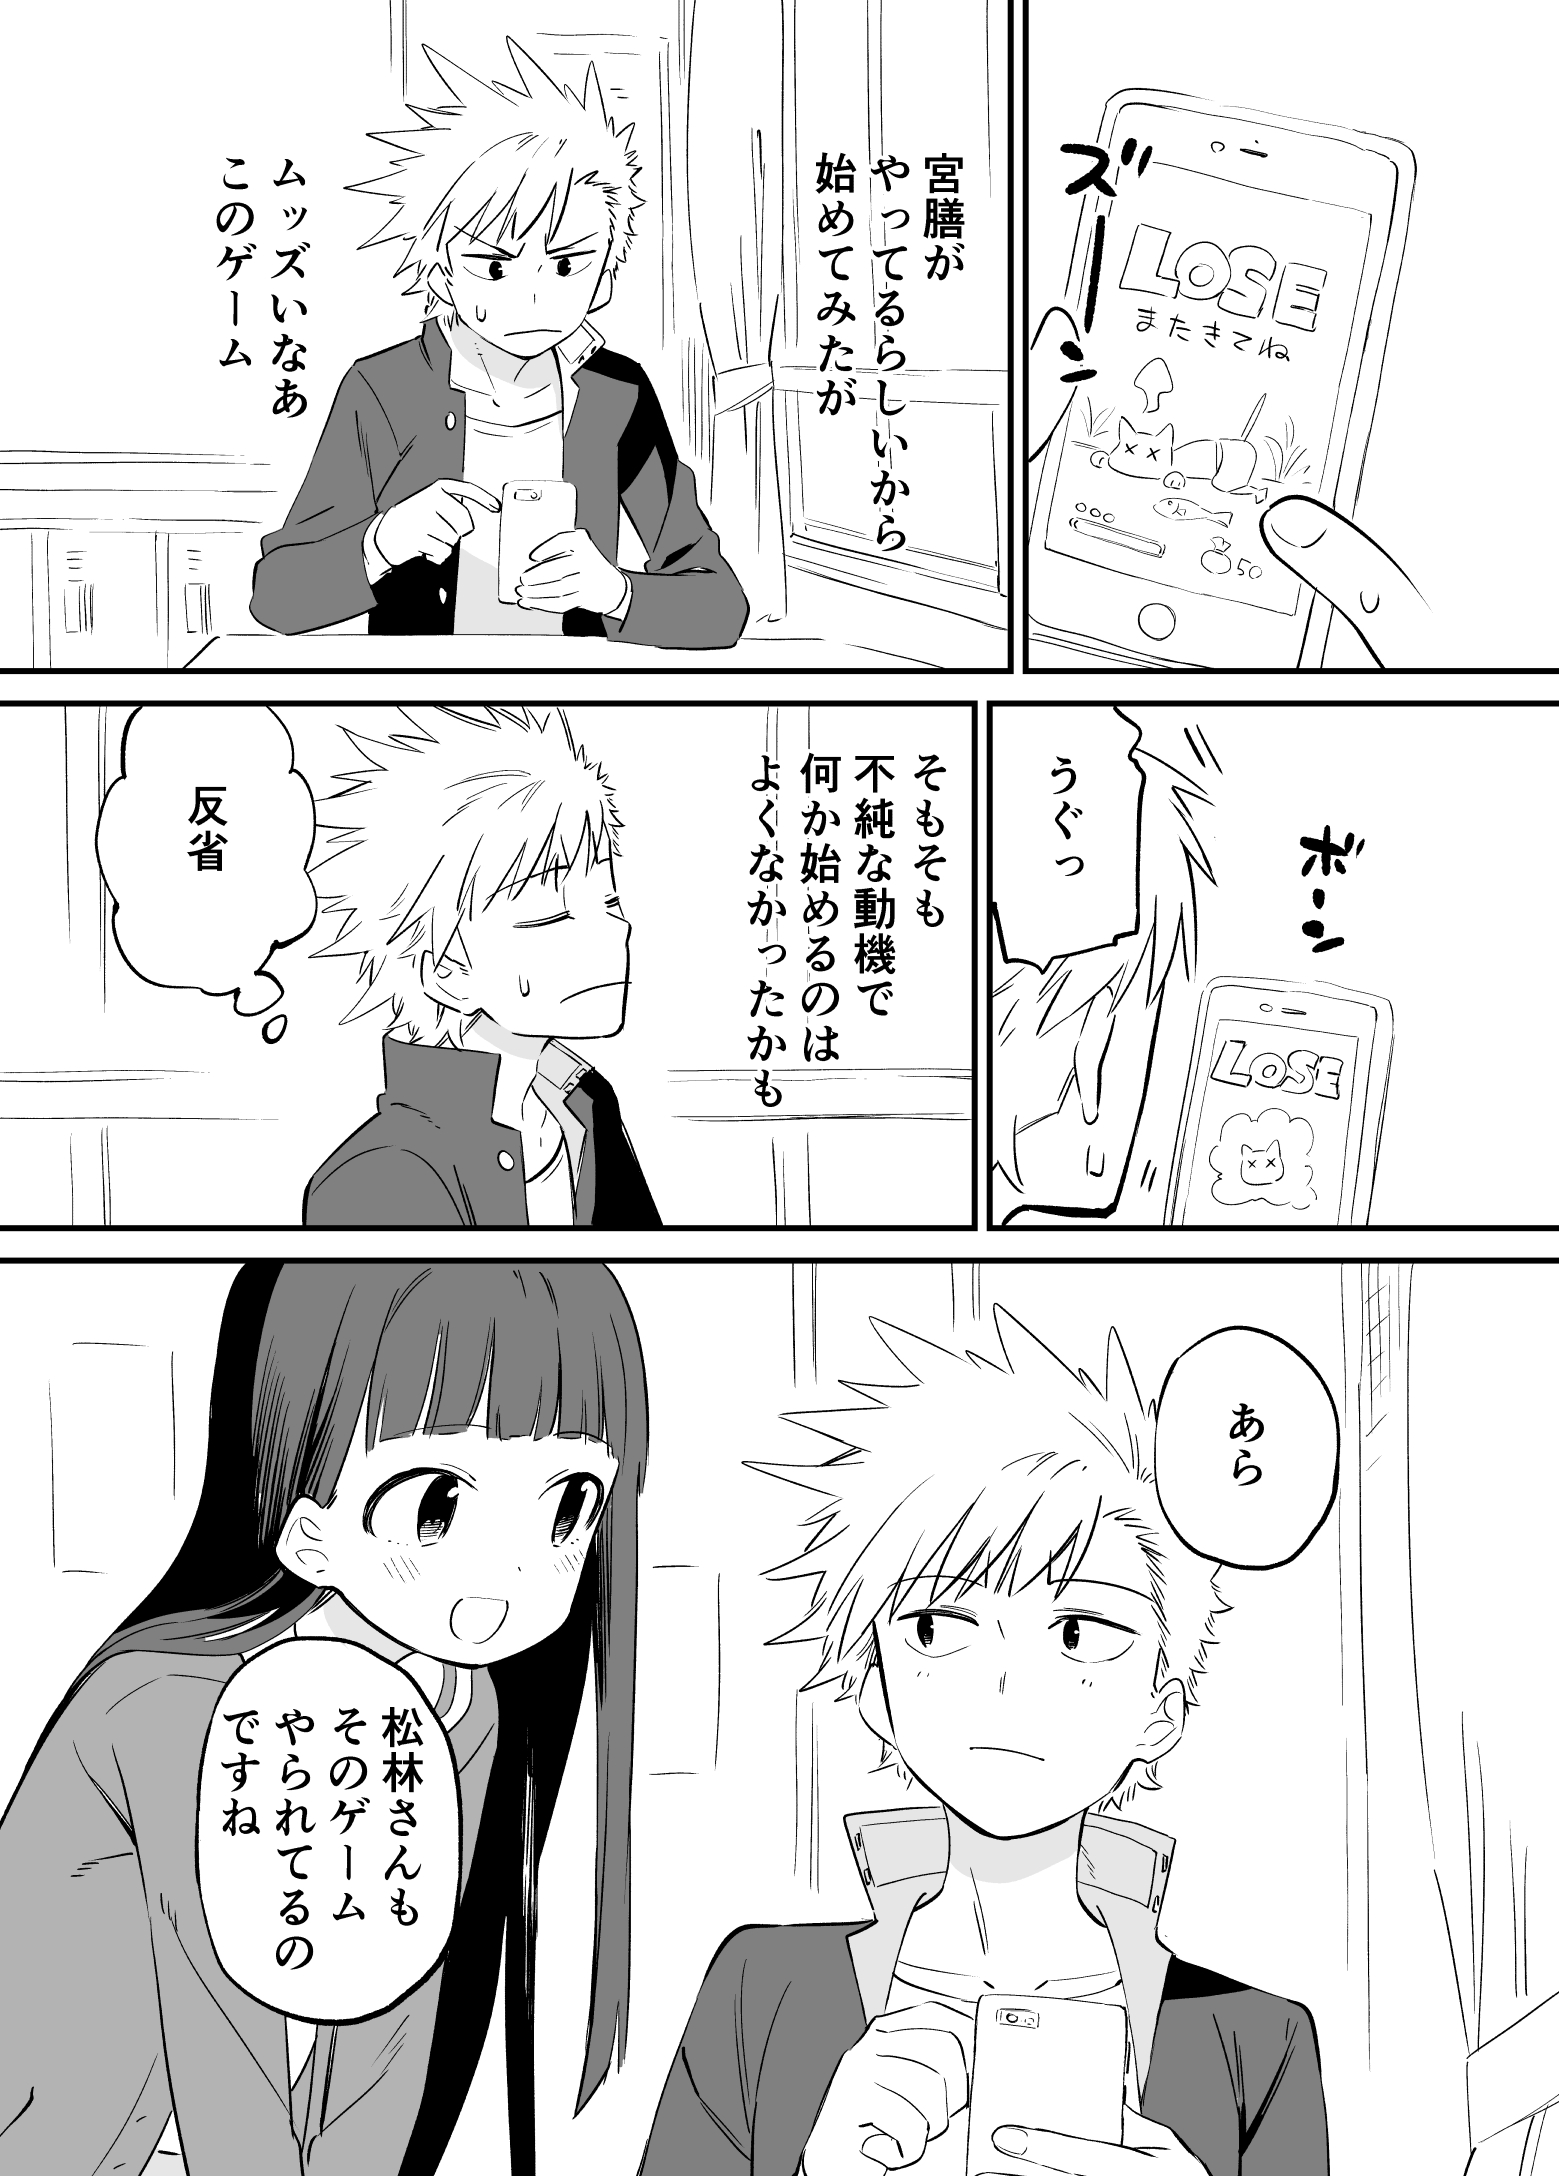 ズーン
LOSE
またきてね
50
宮膳が
やってるらしいから
始めてみたが
ムッズいなあ
このゲーム
ボーン
LOSE
うぐっ
そもそも
不純な動機で
何か始めるのは
よくなかったかも
反省
あら
松林さんも
そのゲーム
やられてるの
ですね